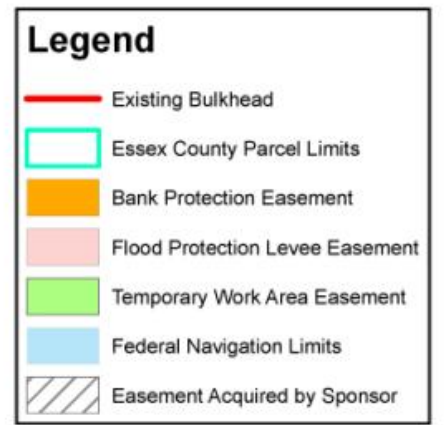 Legend
Existing Bulkhead
Essex County Parcel Limits
Bank Protection Easement
Flood Protection Levee Easement
Temporary Work Area Easement
Federal Navigation Limits
Easement Acquired by Sponsor